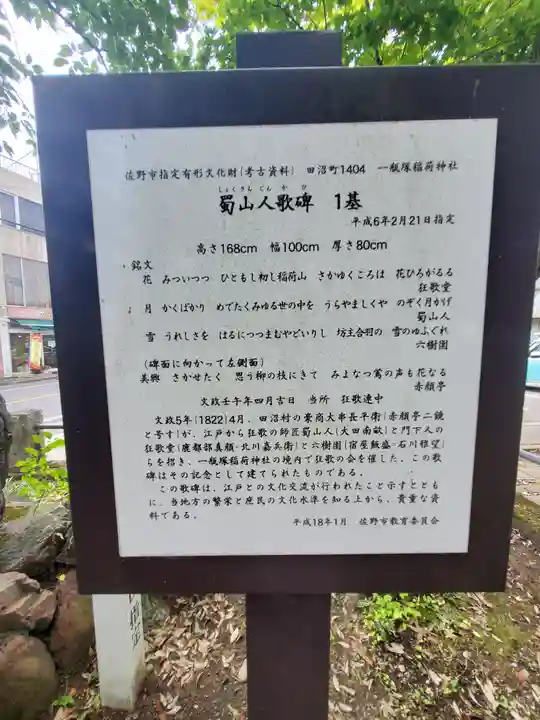 佐野市指定有形文化財(考古資料) 田沼町1404 一瓶塚稲荷神社
しょくさんじんかひ
蜀山人歌碑 1基
平成6年2月21日指定
高さ168cm 幅100cm 厚さ80cm
銘文
花 みついつつ ひともし初し稲荷山 さかゆくころは 花ひろがるる
狂歌堂
月 かくばかり めでたくみゆる世の中を うらやましくや のぞく月かげ
蜀山人
雪 うれしさを はるにつつまむやどいりし 坊主合羽の 雪のゆふぐれ
六樹園
(碑面に向かって左側面)
美興 さかせたく 思う柳の枝にきて みよなつ鶯の声も花なる
赤顔亭
文政壬午年四月吉日 当所 狂歌連中
文政5年(1822)4月、田沼村の豪商大車長平衛(赤顔亭二鏡
と号す)が、江戸から狂歌の師匠蜀山人(大田南畝)と門下人の
狂歌堂(鹿都部真顔・北川嘉兵衛)と六樹園(宿屋飯盛・石川雅望)
らを招き、一瓶塚稲荷神社の境内で狂歌の会を催した。この歌
碑はその記念として建てられたものである。
この歌碑は、江戸との文化交流が行われたこと示すととも
に、当地方の繁栄と庶民の文化水準を知る上から、貴重な資
料である。
平成18年1月 佐野市教育委員会